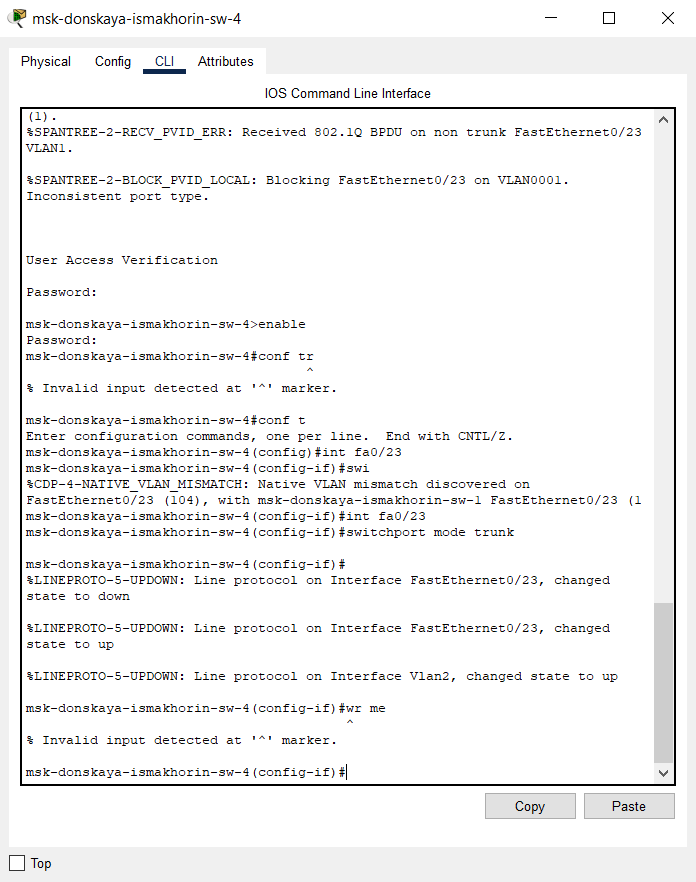 msk-donskaya-ismakhorin-sw-4
Physical Config CLI Attributes
IOS Command Line Interface
(1).
%SPANTREE-2-RECV_PVID_ERR: Received 802.1Q BPDU on non trunk FastEthernet0/23
VLAN1.
%SPANTREE-2-BLOCK_PVID_LOCAL: Blocking FastEthernet0/23 on VLAN0001.
Inconsistent port type.
User Access Verification
Password:
msk-donskaya-ismakhorin-sw-4>enable
Password:
msk-donskaya-ismakhorin-sw-4#conf tr
^
% Invalid input detected at '^' marker.
msk-donskaya-ismakhorin-sw-4#conf t
Enter configuration commands, one per line.  End with CNTL/Z.
msk-donskaya-ismakhorin-sw-4(config)#int fa0/23
msk-donskaya-ismakhorin-sw-4(config-if)#swi
%CDP-4-NATIVE_VLAN_MISMATCH: Native VLAN mismatch discovered on
FastEthernet0/23 (104), with msk-donskaya-ismakhorin-sw-1 FastEthernet0/23 (1
msk-donskaya-ismakhorin-sw-4(config-if)#int fa0/23
msk-donskaya-ismakhorin-sw-4(config-if)#switchport mode trunk
msk-donskaya-ismakhorin-sw-4(config-if)#
%LINEPROTO-5-UPDOWN: Line protocol on Interface FastEthernet0/23, changed
state to down
%LINEPROTO-5-UPDOWN: Line protocol on Interface FastEthernet0/23, changed
state to up
%LINEPROTO-5-UPDOWN: Line protocol on Interface Vlan2, changed state to up
msk-donskaya-ismakhorin-sw-4(config-if)#wr me
^
% Invalid input detected at '^' marker.
msk-donskaya-ismakhorin-sw-4(config-if)#
Copy Paste
Top